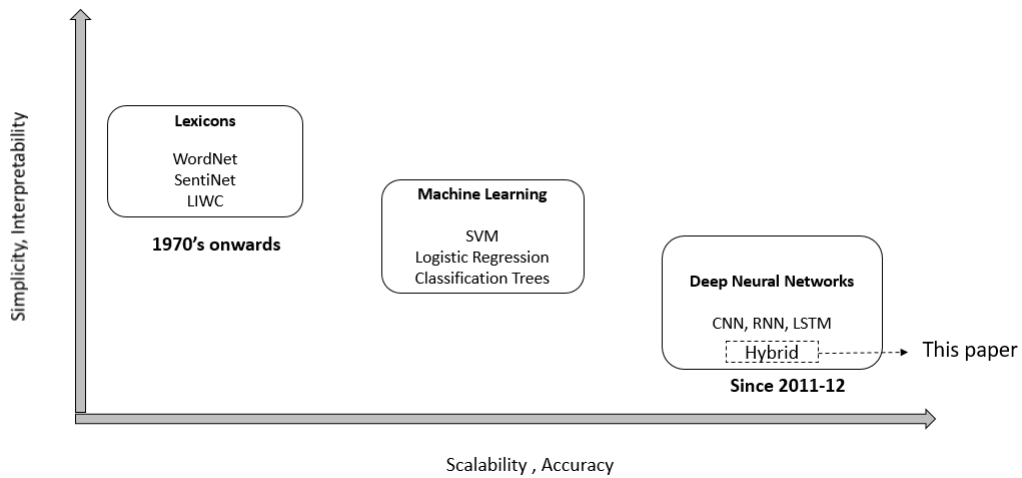 Simplicity, Interpretability
Lexicons
WordNet
SentiNet
LIWC
1970’s onwards
Machine Learning
SVM
Logistic Regression
Classification Trees
Deep Neural Networks
CNN, RNN, LSTM
Hybrid
This paper
Since 2011-12
Scalability , Accuracy